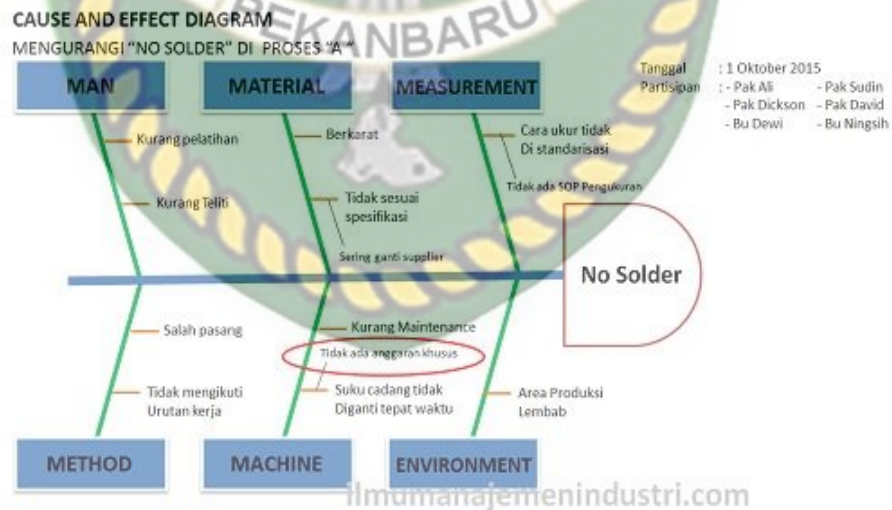 CAUSE AND EFFECT DIAGRAM
MENGURANGI "NO SOLDER" DI PROSES "A"
PEKANBARU
Tanggal : 1 Oktober 2015
Partisipan : - Pak Ali - Pak Sudin
- Pak Dickson - Pak David
- Bu Dewi - Bu Ningsih
MAN
MATERIAL
MEASUREMENT
Kurang pelatihan
Kurang Teliti
Berkarat
Tidak sesuai
spesifikasi
Sering ganti supplier
Cara ukur tidak
Di standarisasi
Tidak ada SOP Pengukuran
No Solder
Salah pasang
Tidak mengikuti
Urutan kerja
Kurang Maintenance
Tidak ada anggaran khusus
Suku cadang tidak
Diganti tepat waktu
Area Produksi
Lembab
METHOD
MACHINE
ENVIRONMENT
ilmumanajemenindustri.com